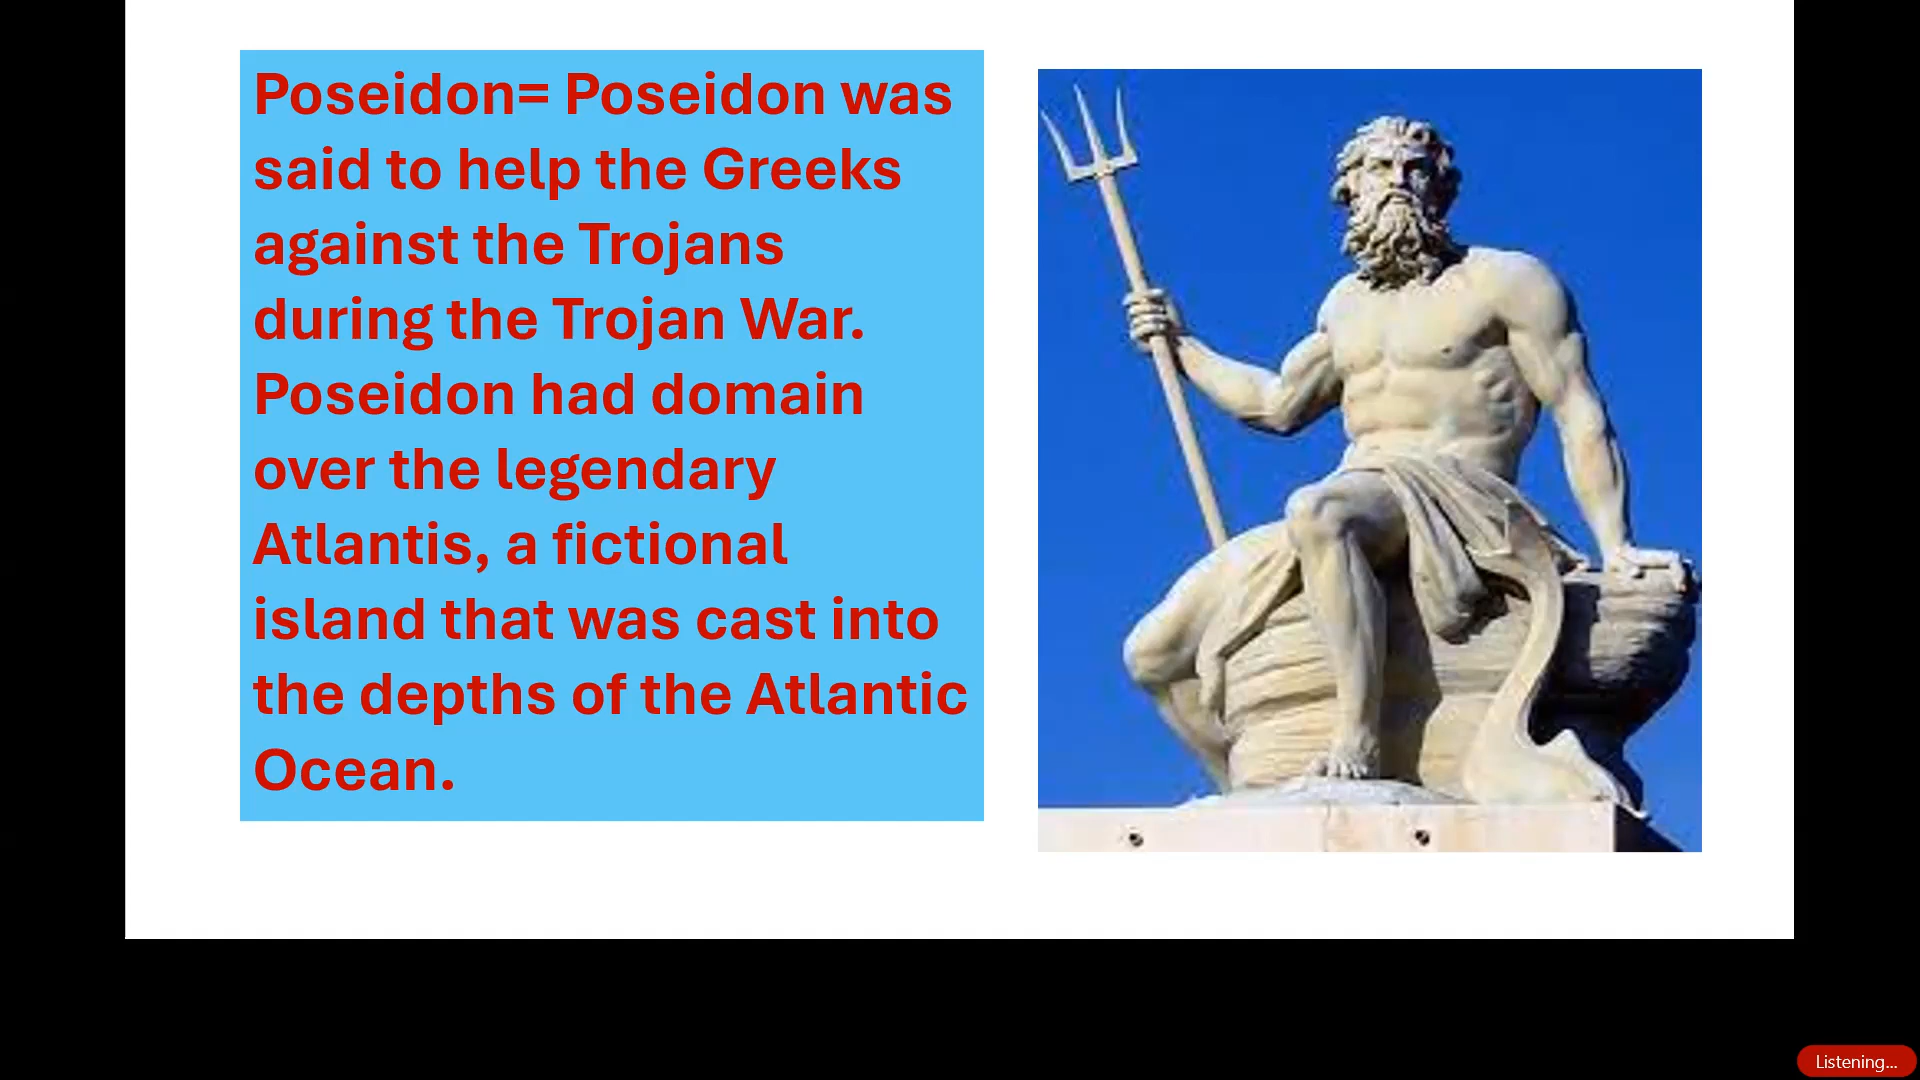 Poseidon= Poseidon was
said to help the Greeks
against the Trojans
during the Trojan War.
Poseidon had domain
over the legendary
Atlantis, a fictional
island that was cast into
the depths of the Atlantic
Ocean.
Listening...